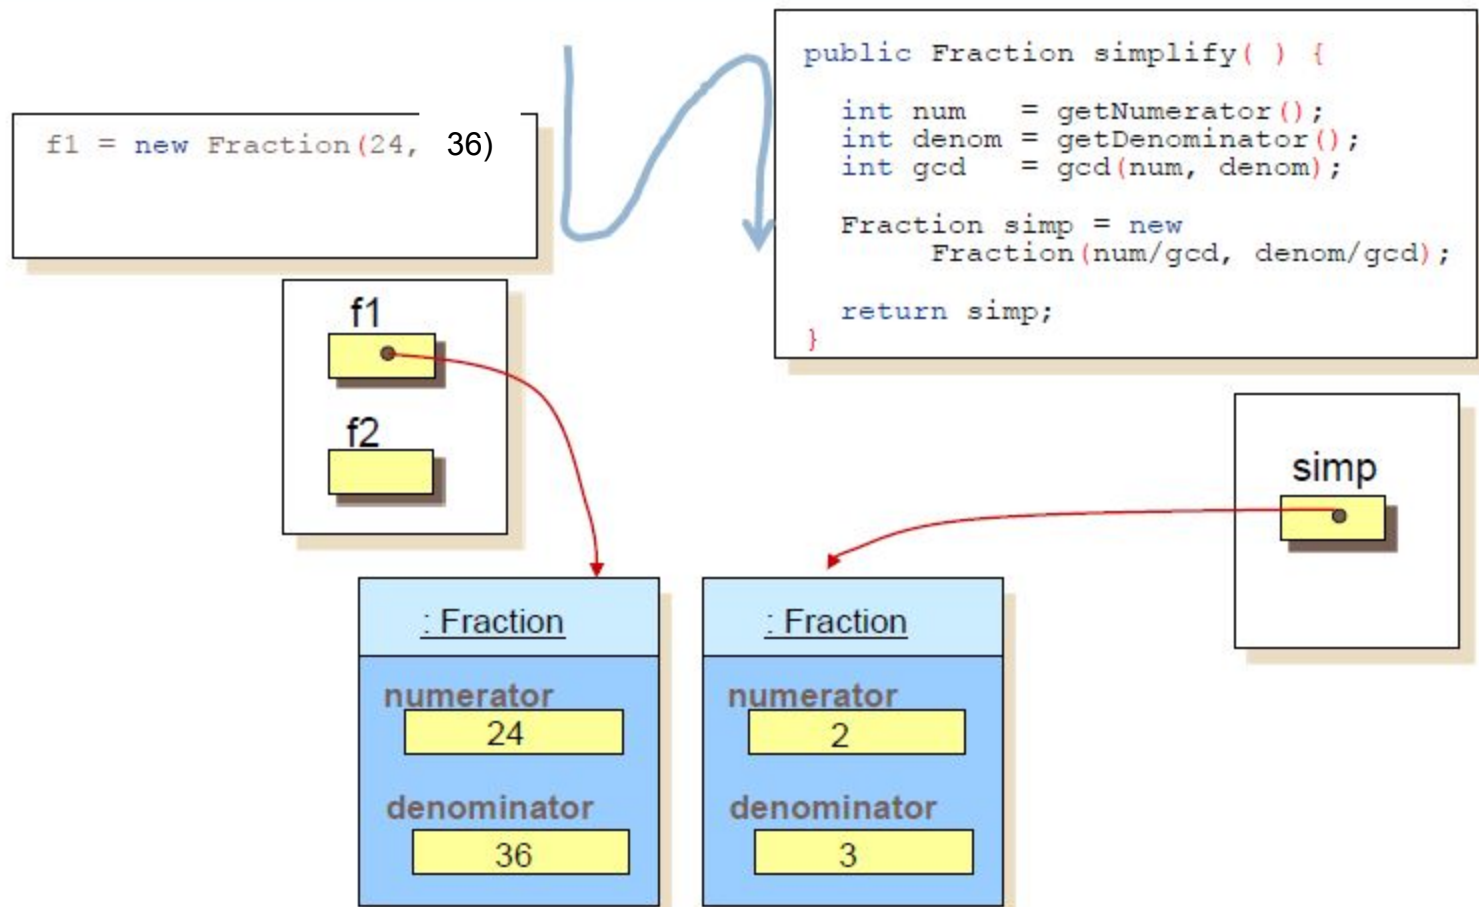 f1 = new Fraction(24, 36)
public Fraction simplify( ) {
int num = getNumerator();
int denom = getDenominator();
int gcd = gcd(num, denom);
Fraction simp = new
Fraction(num/gcd, denom/gcd);
return simp;
}
f1
f2
simp
: Fraction
numerator
24
denominator
36
: Fraction
numerator
2
denominator
3